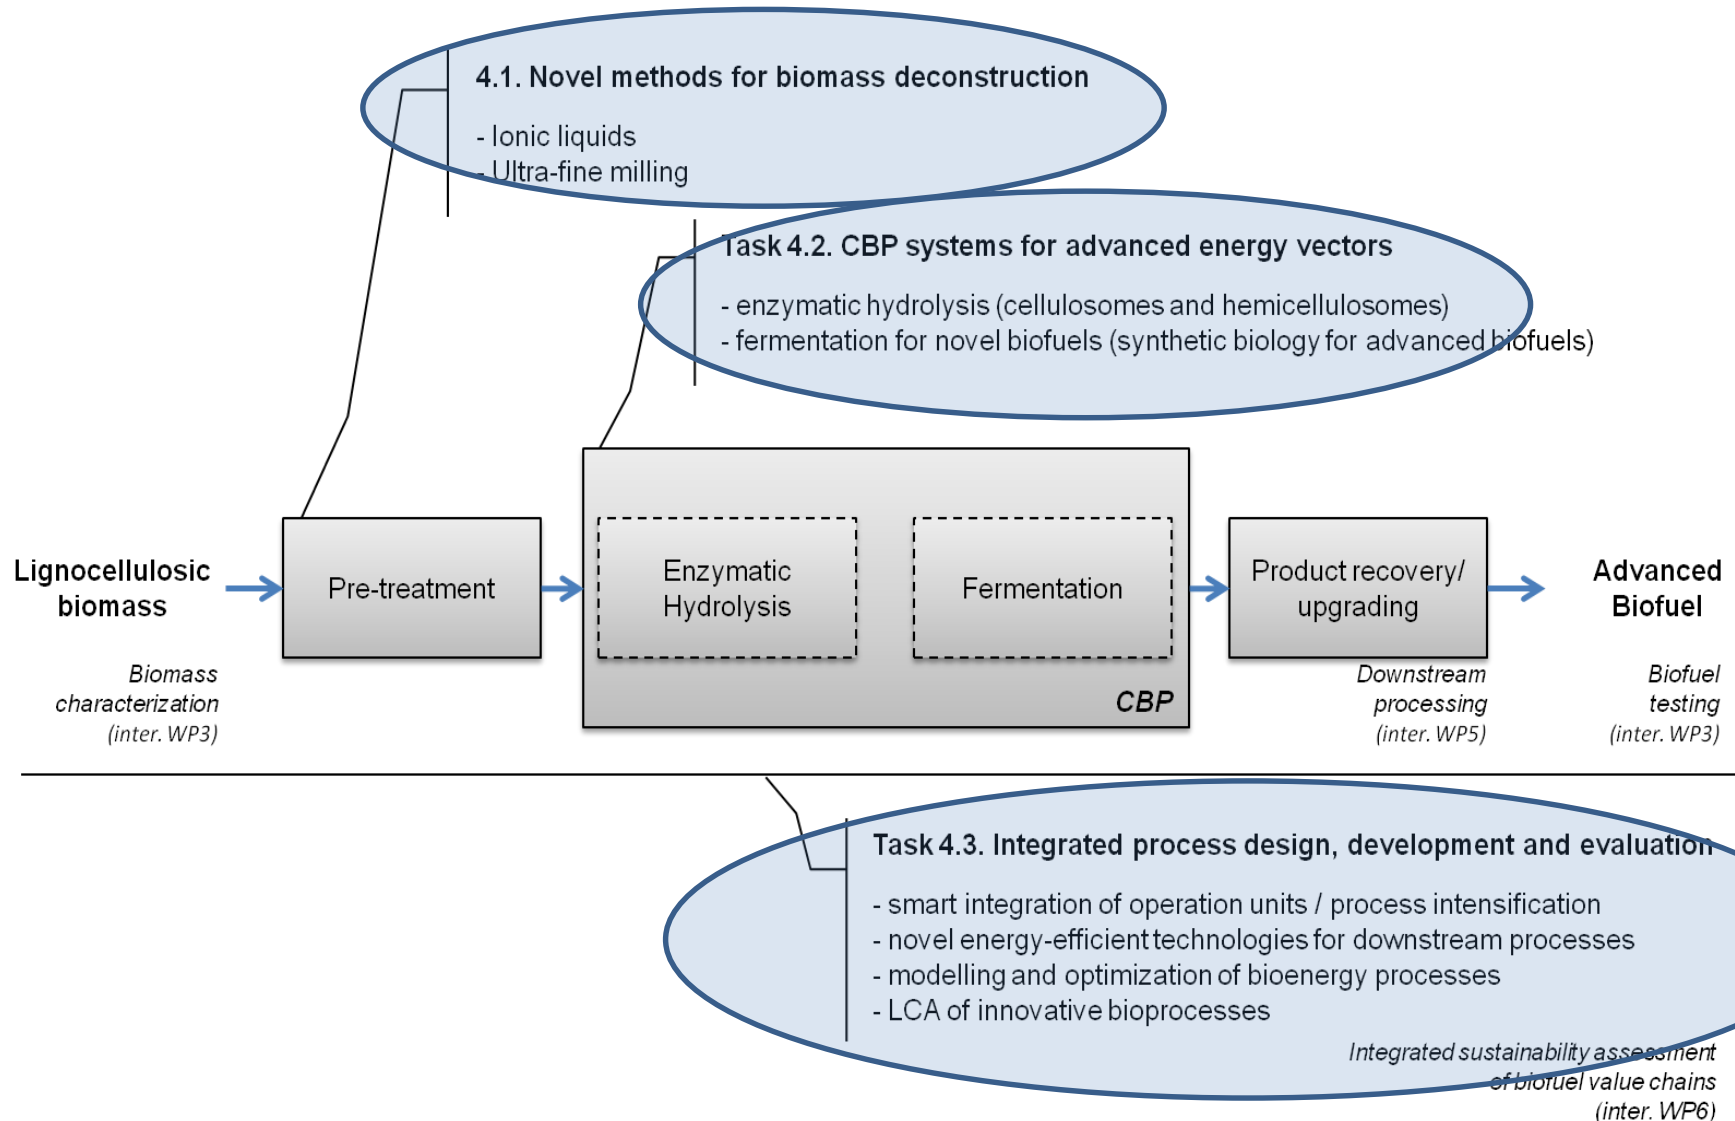 4.1. Novel methods for biomass deconstruction
- Ionic liquids
- Ultra-fine milling
Task 4.2. CBP systems for advanced energy vectors
- enzymatic hydrolysis (cellulosomes and hemicellulosomes)
- fermentation for novel biofuels (synthetic biology for advanced biofuels)
Lignocellulosic
biomass
Pre-treatment
Enzymatic
Hydrolysis
Fermentation
CBP
Product recovery/
upgrading
Advanced
Biofuel
Biomass
characterization
(inter. WP3)
Downstream
processing
(inter. WP5)
Biofuel
testing
(inter. WP3)
Task 4.3. Integrated process design, development and evaluation
- smart integration of operation units / process intensification
- novel energy-efficient technologies for downstream processes
- modelling and optimization of bioenergy processes
- LCA of innovative bioprocesses
Integrated sustainability assessment
of biofuel value chains
(inter. WP6)